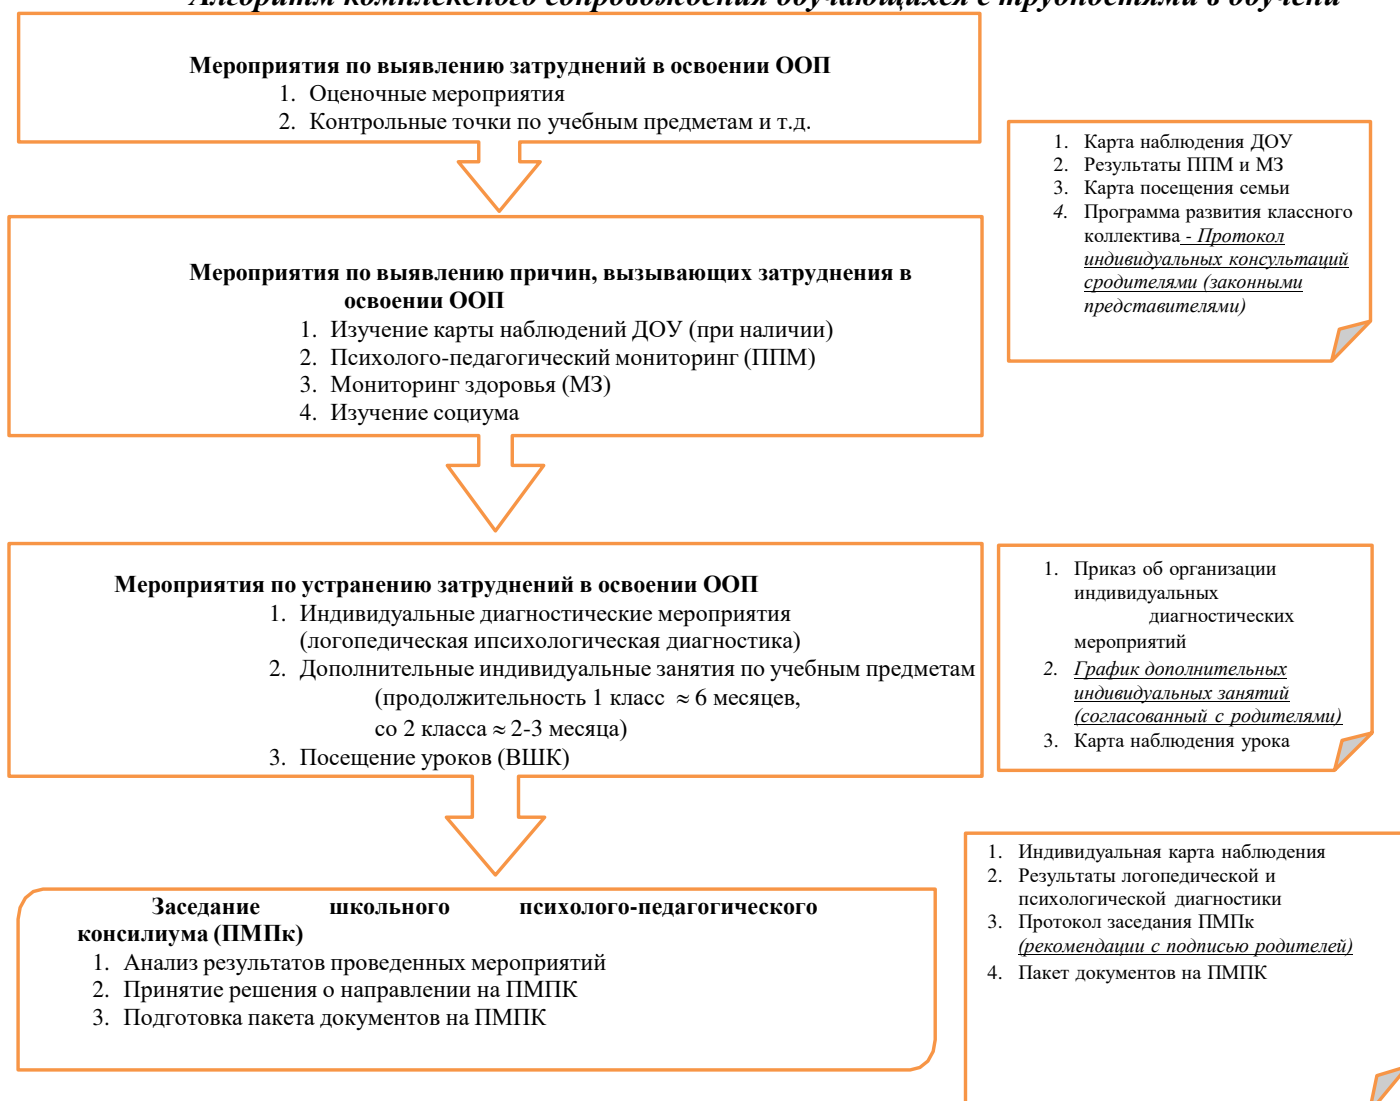 Алгоритм комплексного сопровождения обучающихся с трудностями в обучени
Мероприятия по выявлению затруднений в освоении ООП
1. Оценочные мероприятия
2. Контрольные точки по учебным предметам и т.д.
1. Карта наблюдения ДОУ
2. Результаты ППМ и МЗ
3. Карта посещения семьи
4. Программа развития классного
коллектива - Протокол
индивидуальных консультаций
сродителями (законными
представителями)
Мероприятия по выявлению причин, вызывающих затруднения в
освоении ООП
1. Изучение карты наблюдений ДОУ (при наличии)
2. Психолого-педагогический мониторинг (ППМ)
3. Мониторинг здоровья (МЗ)
4. Изучение социума
Мероприятия по устранению затруднений в освоении ООП
1. Индивидуальные диагностические мероприятия
(логопедическая ипсихологическая диагностика)
2. Дополнительные индивидуальные занятия по учебным предметам
(продолжительность 1 класс ≈ 6 месяцев,
со 2 класса ≈ 2-3 месяца)
3. Посещение уроков (ВШК)
1. Приказ об организации
индивидуальных
диагностических
мероприятий
2. График дополнительных
индивидуальных занятий
(согласованный с родителями)
3. Карта наблюдения урока
Заседание школьного психолого-педагогического
консилиума (ПМПк)
1. Анализ результатов проведенных мероприятий
2. Принятие решения о направлении на ПМПК
3. Подготовка пакета документов на ПМПК
1. Индивидуальная карта наблюдения
2. Результаты логопедической и
психологической диагностики
3. Протокол заседания ПМПк
(рекомендации с подписью родителей)
4. Пакет документов на ПМПК